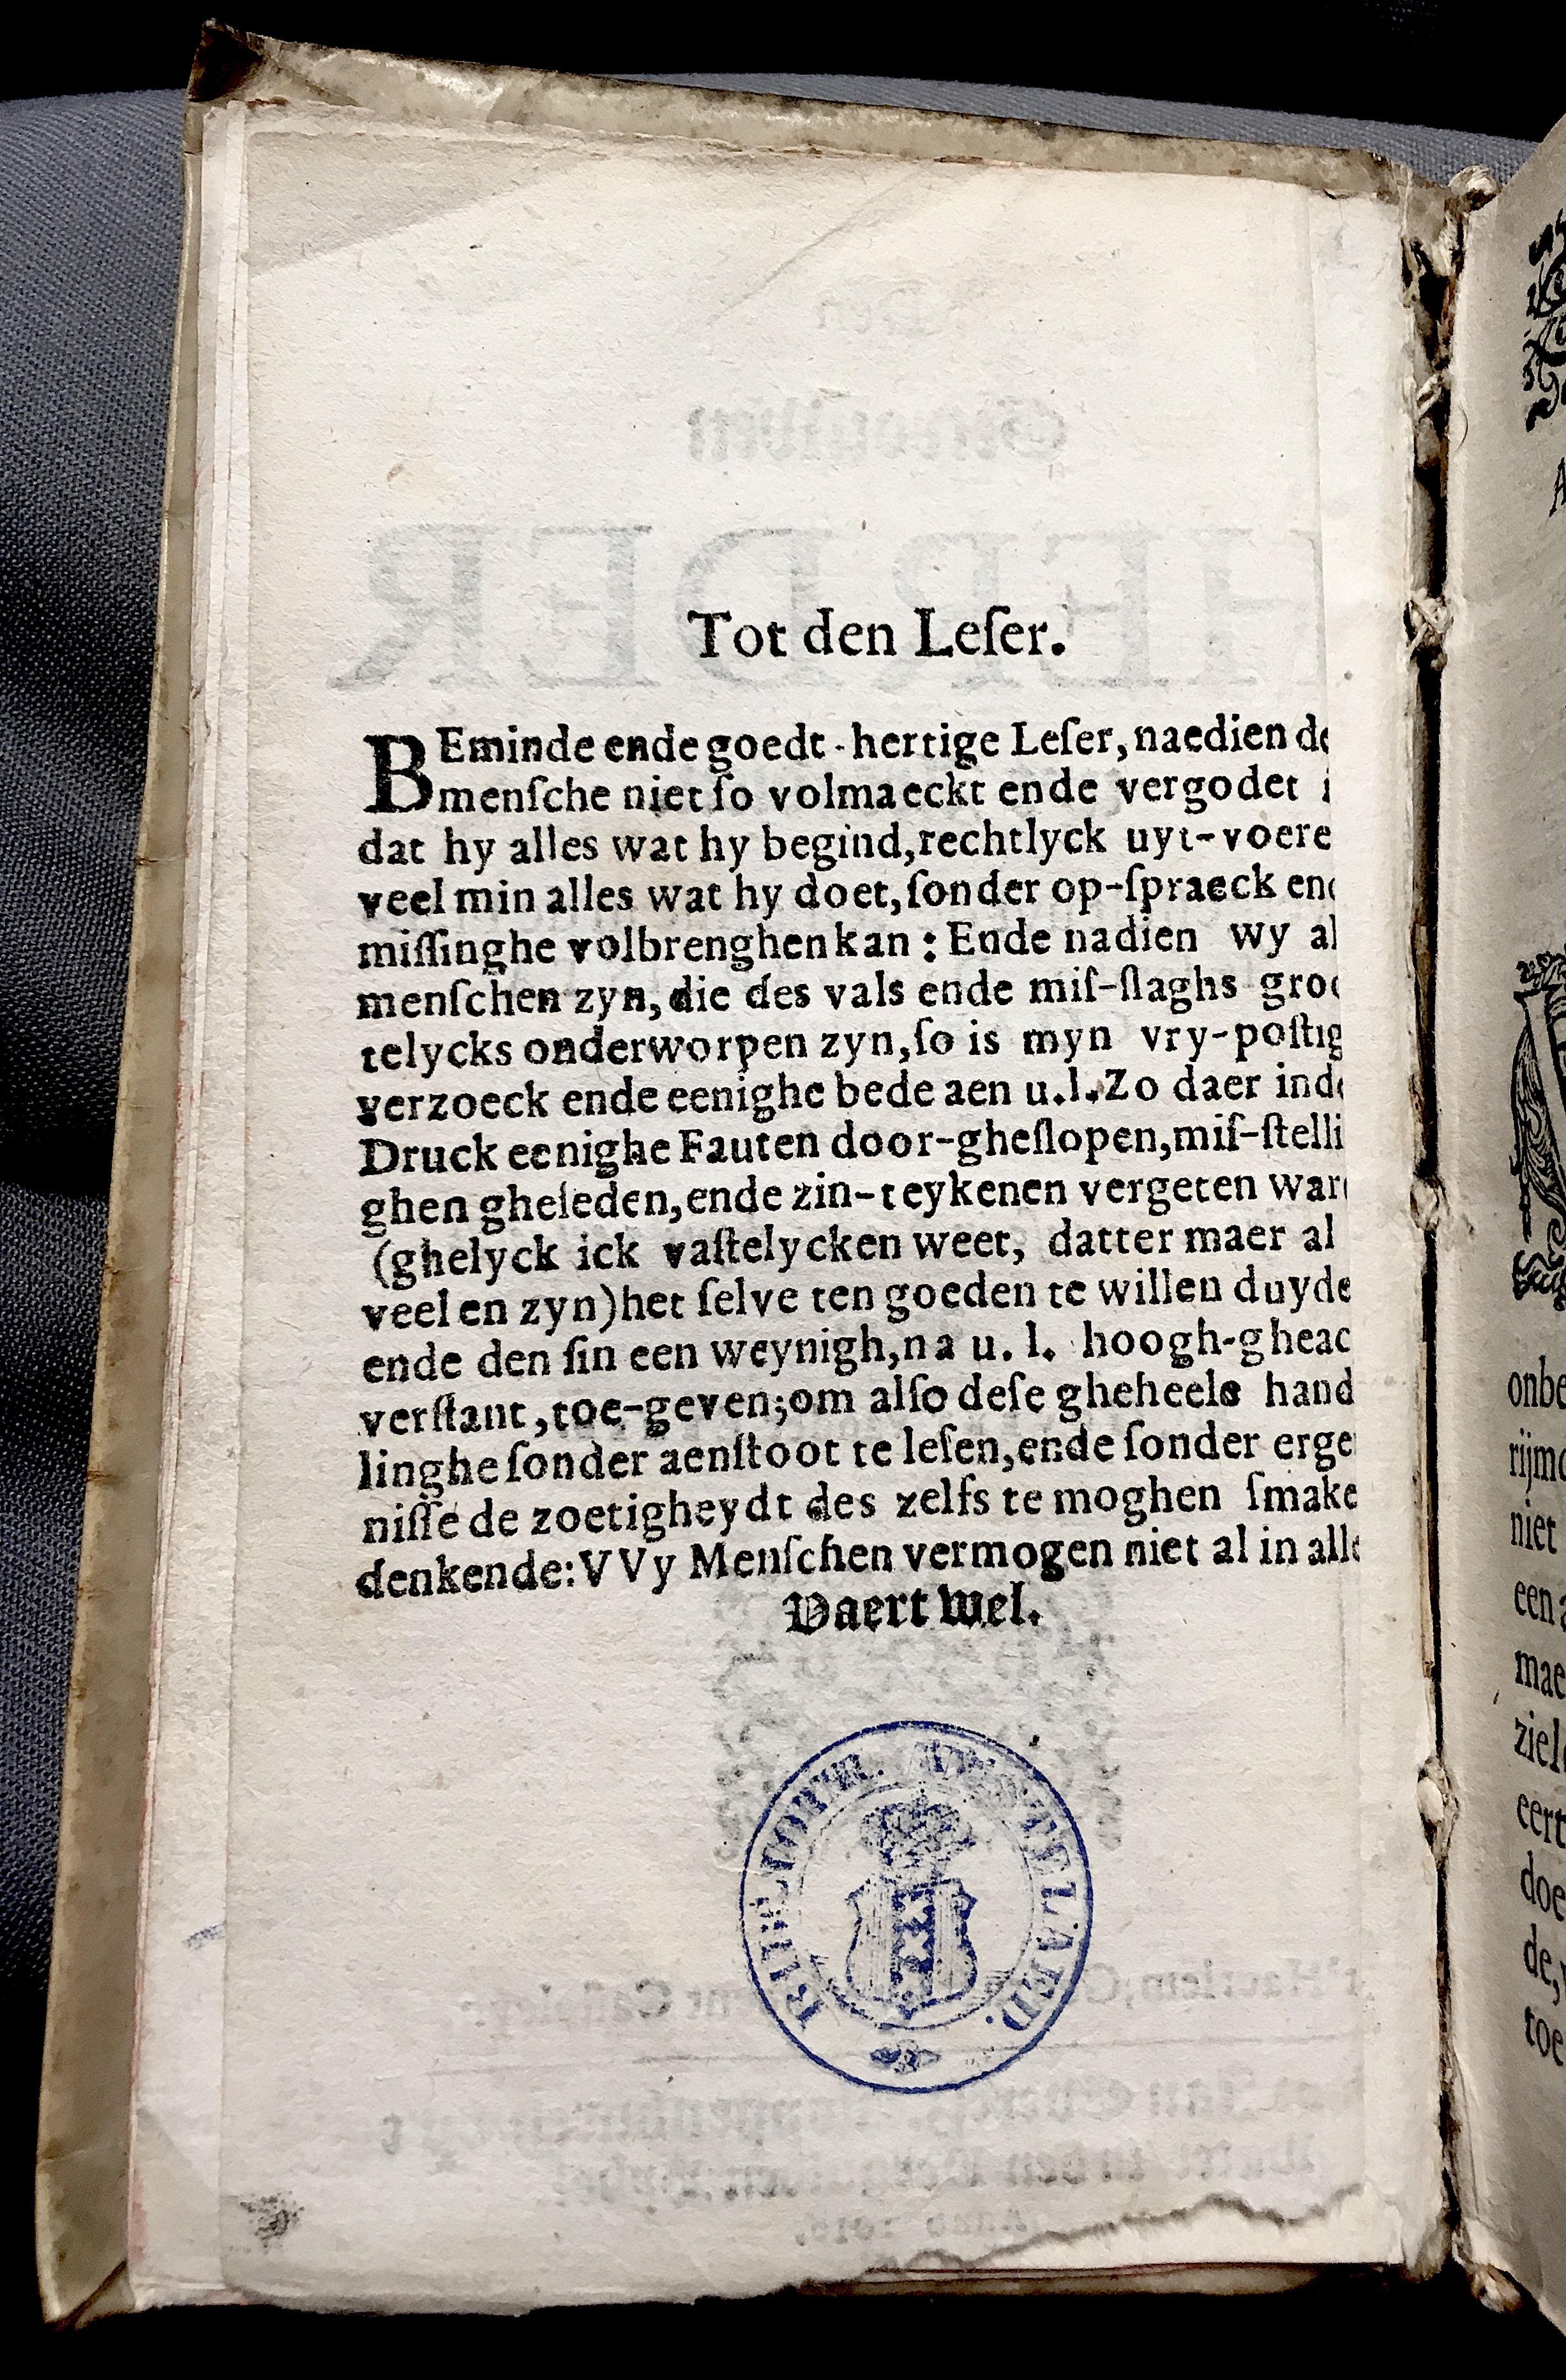 Tot den Leſer.
BEminde ende goedt-hertige Leſer, naedien de
menſche niet ſo volmaeckt ende vergodet
dat hy alles wat hy begind, rechtlyck uyt-voere
veel min alles wat hy doet, ſonder op-ſpraeck en
miſſinghe volbrenghen kan: Ende nadien wy al
menſchen zyn, die des vals ende miſ-ſlaghs groo
telycks onderworpen zyn, ſo is myn vry-poſtig
verzoeck ende eenighe bede aen u.l. Zo daer ind
Druck eenighe Fauten door-gheſlopen, miſ-ſtelli
ghen gheleden, ende zin-teykenen vergeten war
(ghelyck ick vaſtelycken weet, datter maer al
veelen zyn) het ſelve ten goeden te willen duyde
ende den ſin een weynigh, na u. l. hoogh-gheac
verſtant, toe-geven; om alſo deſe gheheele hand
linghe ſonder aenſtoot te leſen, ende ſonder erge
niſſe de zoetigheydt des zelfs te moghen ſmake
denkende: VVy Menſchen vermogen niet al in alle
Vaert wel.
BIBLIOTH. AMSTELAED.
onbe
rijm
niet
een
mae
ziel
eert
doe
de,
toe